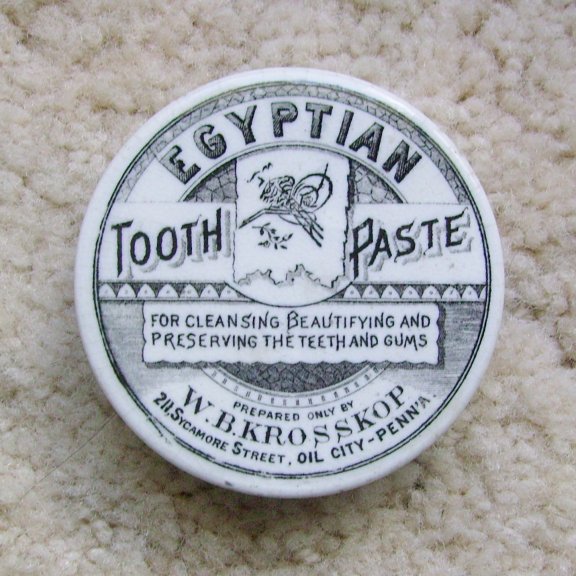 EGYPTIAN
TOOTH PASTE
FOR CLEANSING BEAUTIFYING AND
PRESERVING THE TEETH AND GUMS
PREPARED ONLY BY
W.B.KROSSKOP
211,SYCAMORE STREET, OIL CITY-PENN'A.